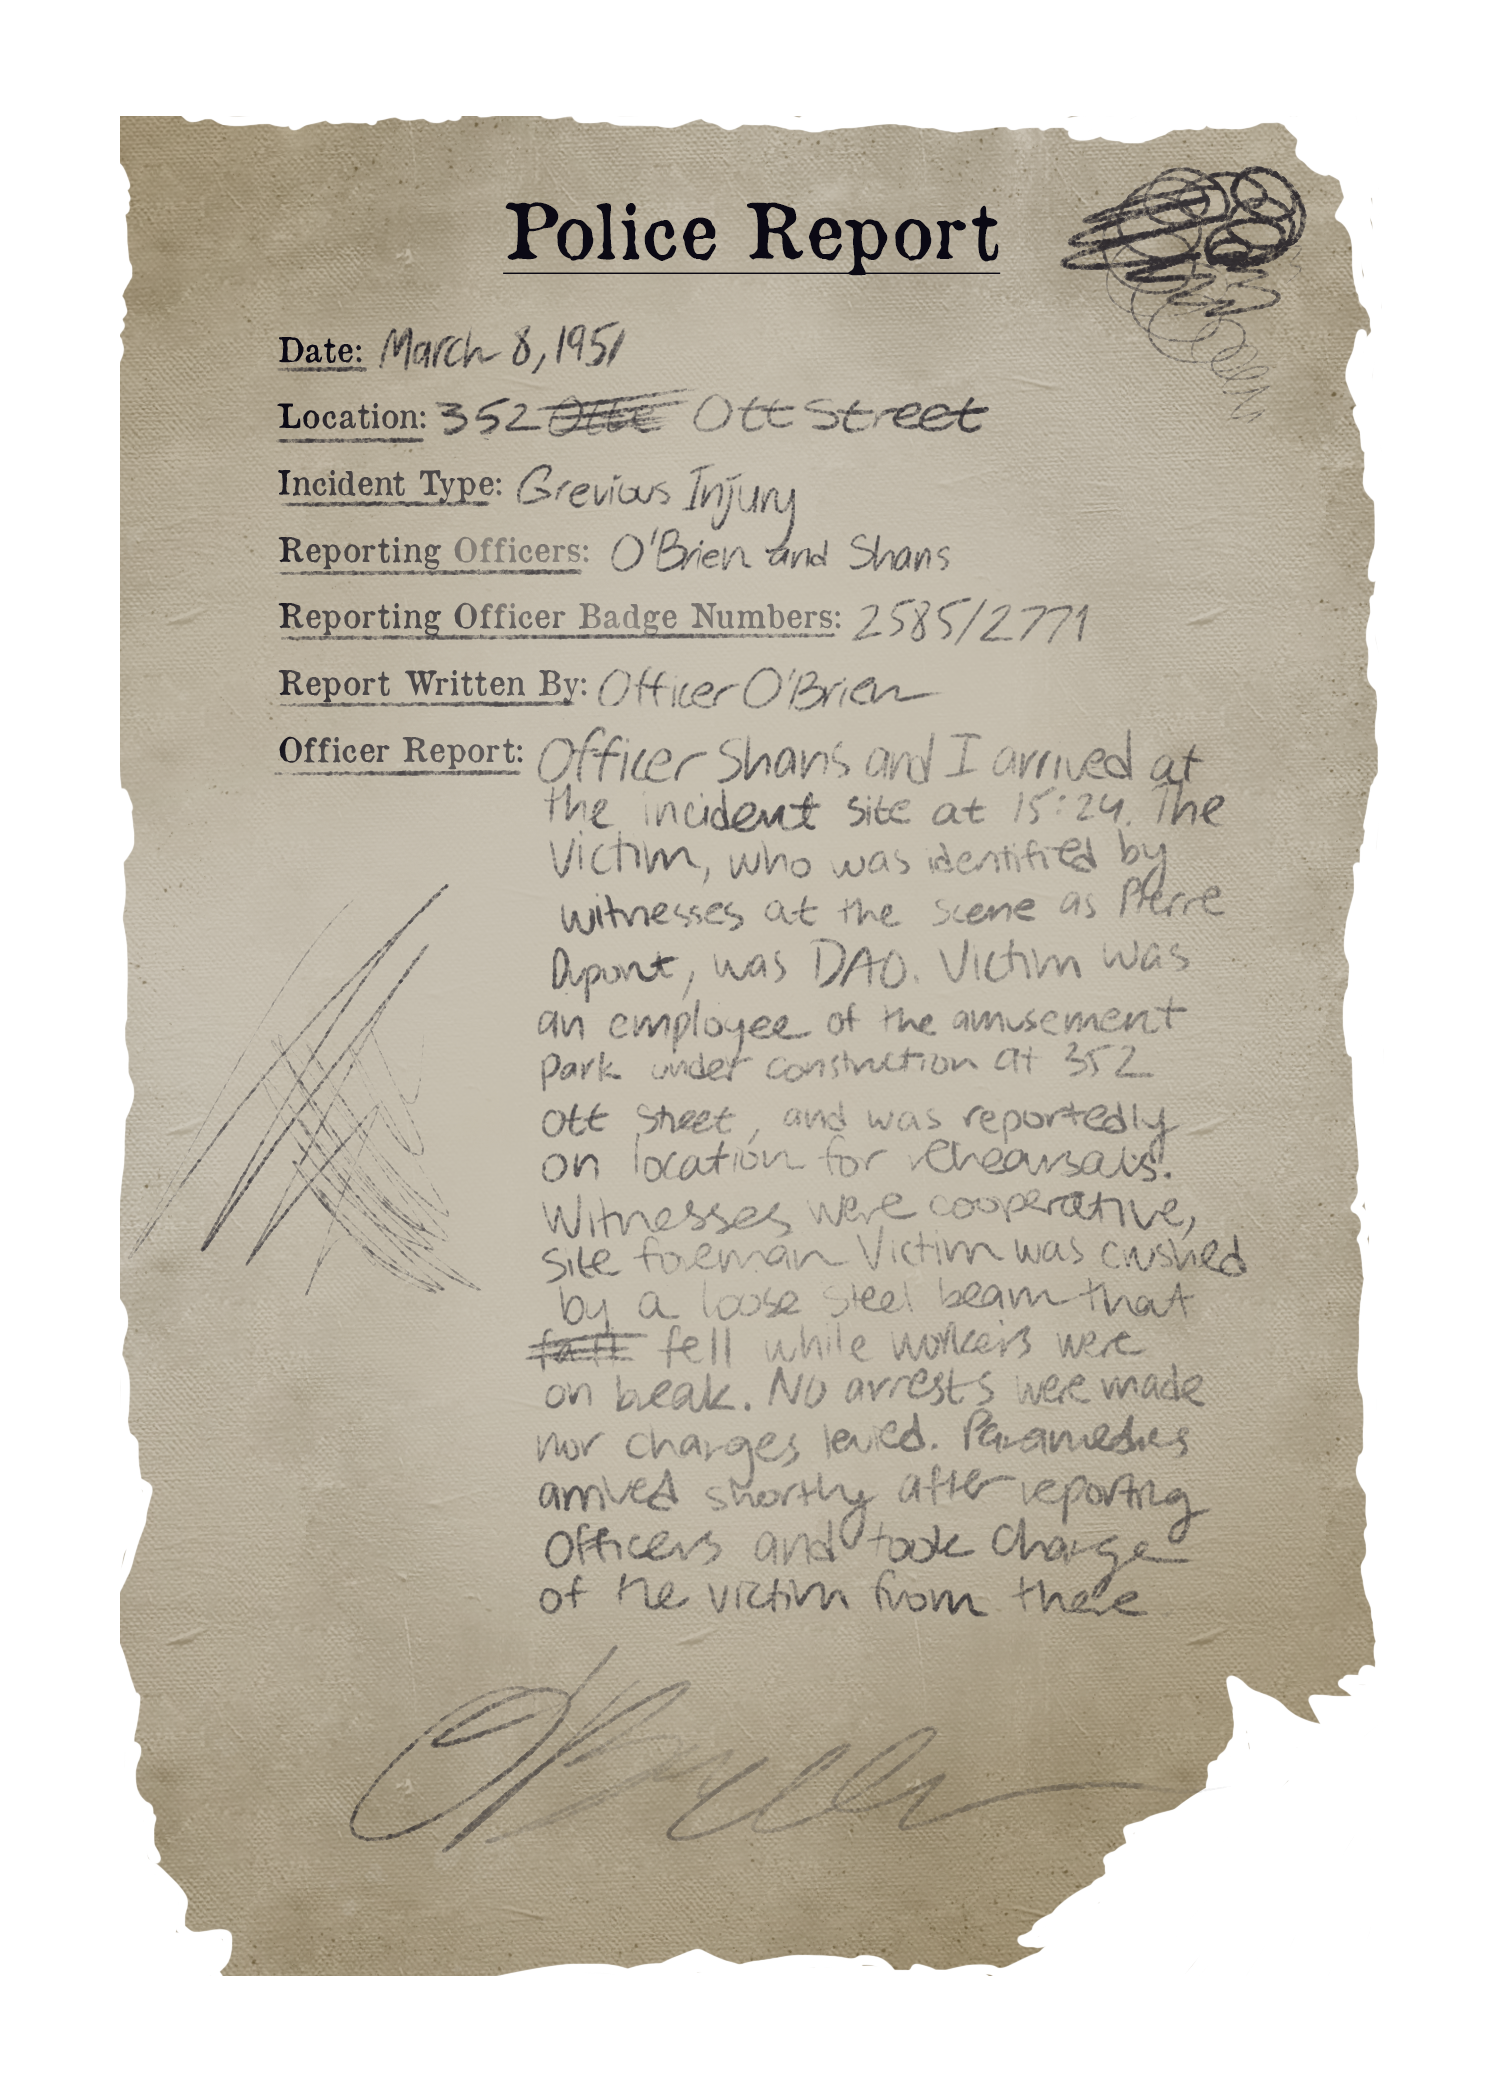 Police Report
Date: March 8, 1951
Location: 352 Otte Ott Street
Incident Type: Grevious Injury
Reporting Officers: O'Brien and Shans
Reporting Officer Badge Numbers: 2585/2771
Report Written By: Officer O'Brien
Officer Report: Officer Shans and I arrived at
the incident site at 15:24. The
Victim, who was identified by
witnesses at the scene as Pierre
Dupont, was DAO. Victim was
an employee of the amusement
park under construction at 352
Ott Street, and was reportedly
on location for rehearsals.
Witnesses were cooperative,
site foreman Victim was crushed
by a loose steel beam that
fell while workers were
on break. No arrests were made
nor charges levied. Paramedics
arrived shortly after reporting
Officers and took charge
of the victim from there
O'Brien